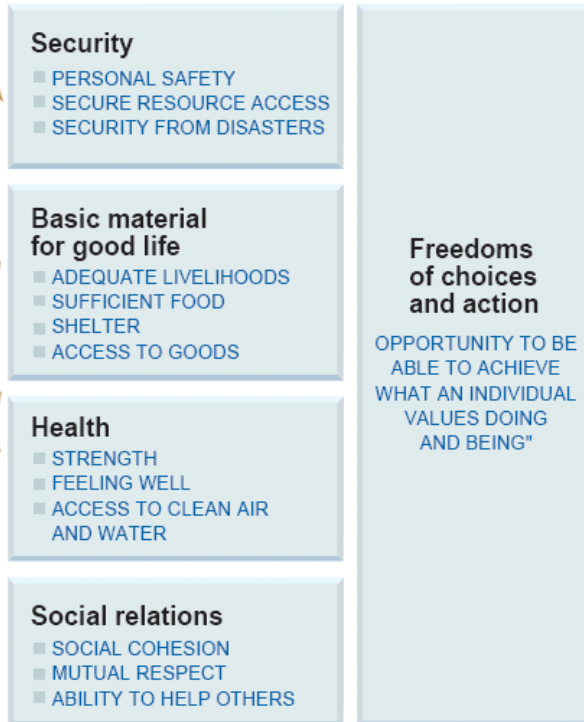 Security
PERSONAL SAFETY
SECURE RESOURCE ACCESS
SECURITY FROM DISASTERS
Basic material
for good life
ADEQUATE LIVELIHOODS
SUFFICIENT FOOD
SHELTER
ACCESS TO GOODS
Health
STRENGTH
FEELING WELL
ACCESS TO CLEAN AIR
AND WATER
Social relations
SOCIAL COHESION
MUTUAL RESPECT
ABILITY TO HELP OTHERS
Freedoms
of choices
and action
OPPORTUNITY TO BE
ABLE TO ACHIEVE
WHAT AN INDIVIDUAL
VALUES DOING
AND BEING"